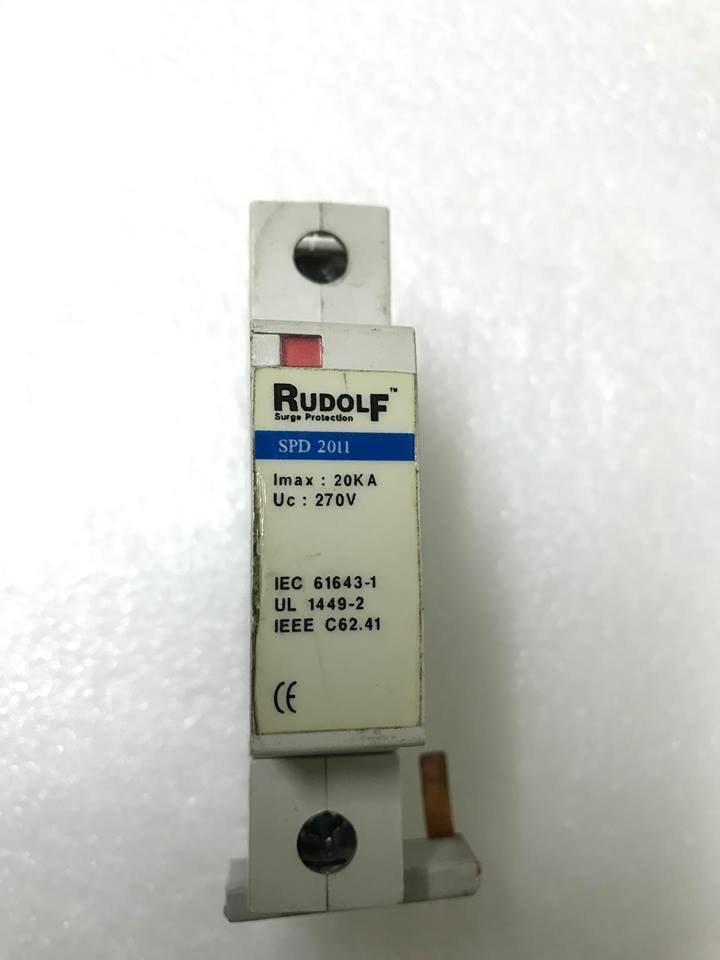 RUDOLF™
Surge Protection
SPD 2011
Imax : 20KA
Uc : 270V
IEC 61643-1
UL 1449-2
IEEE C62.41
CE